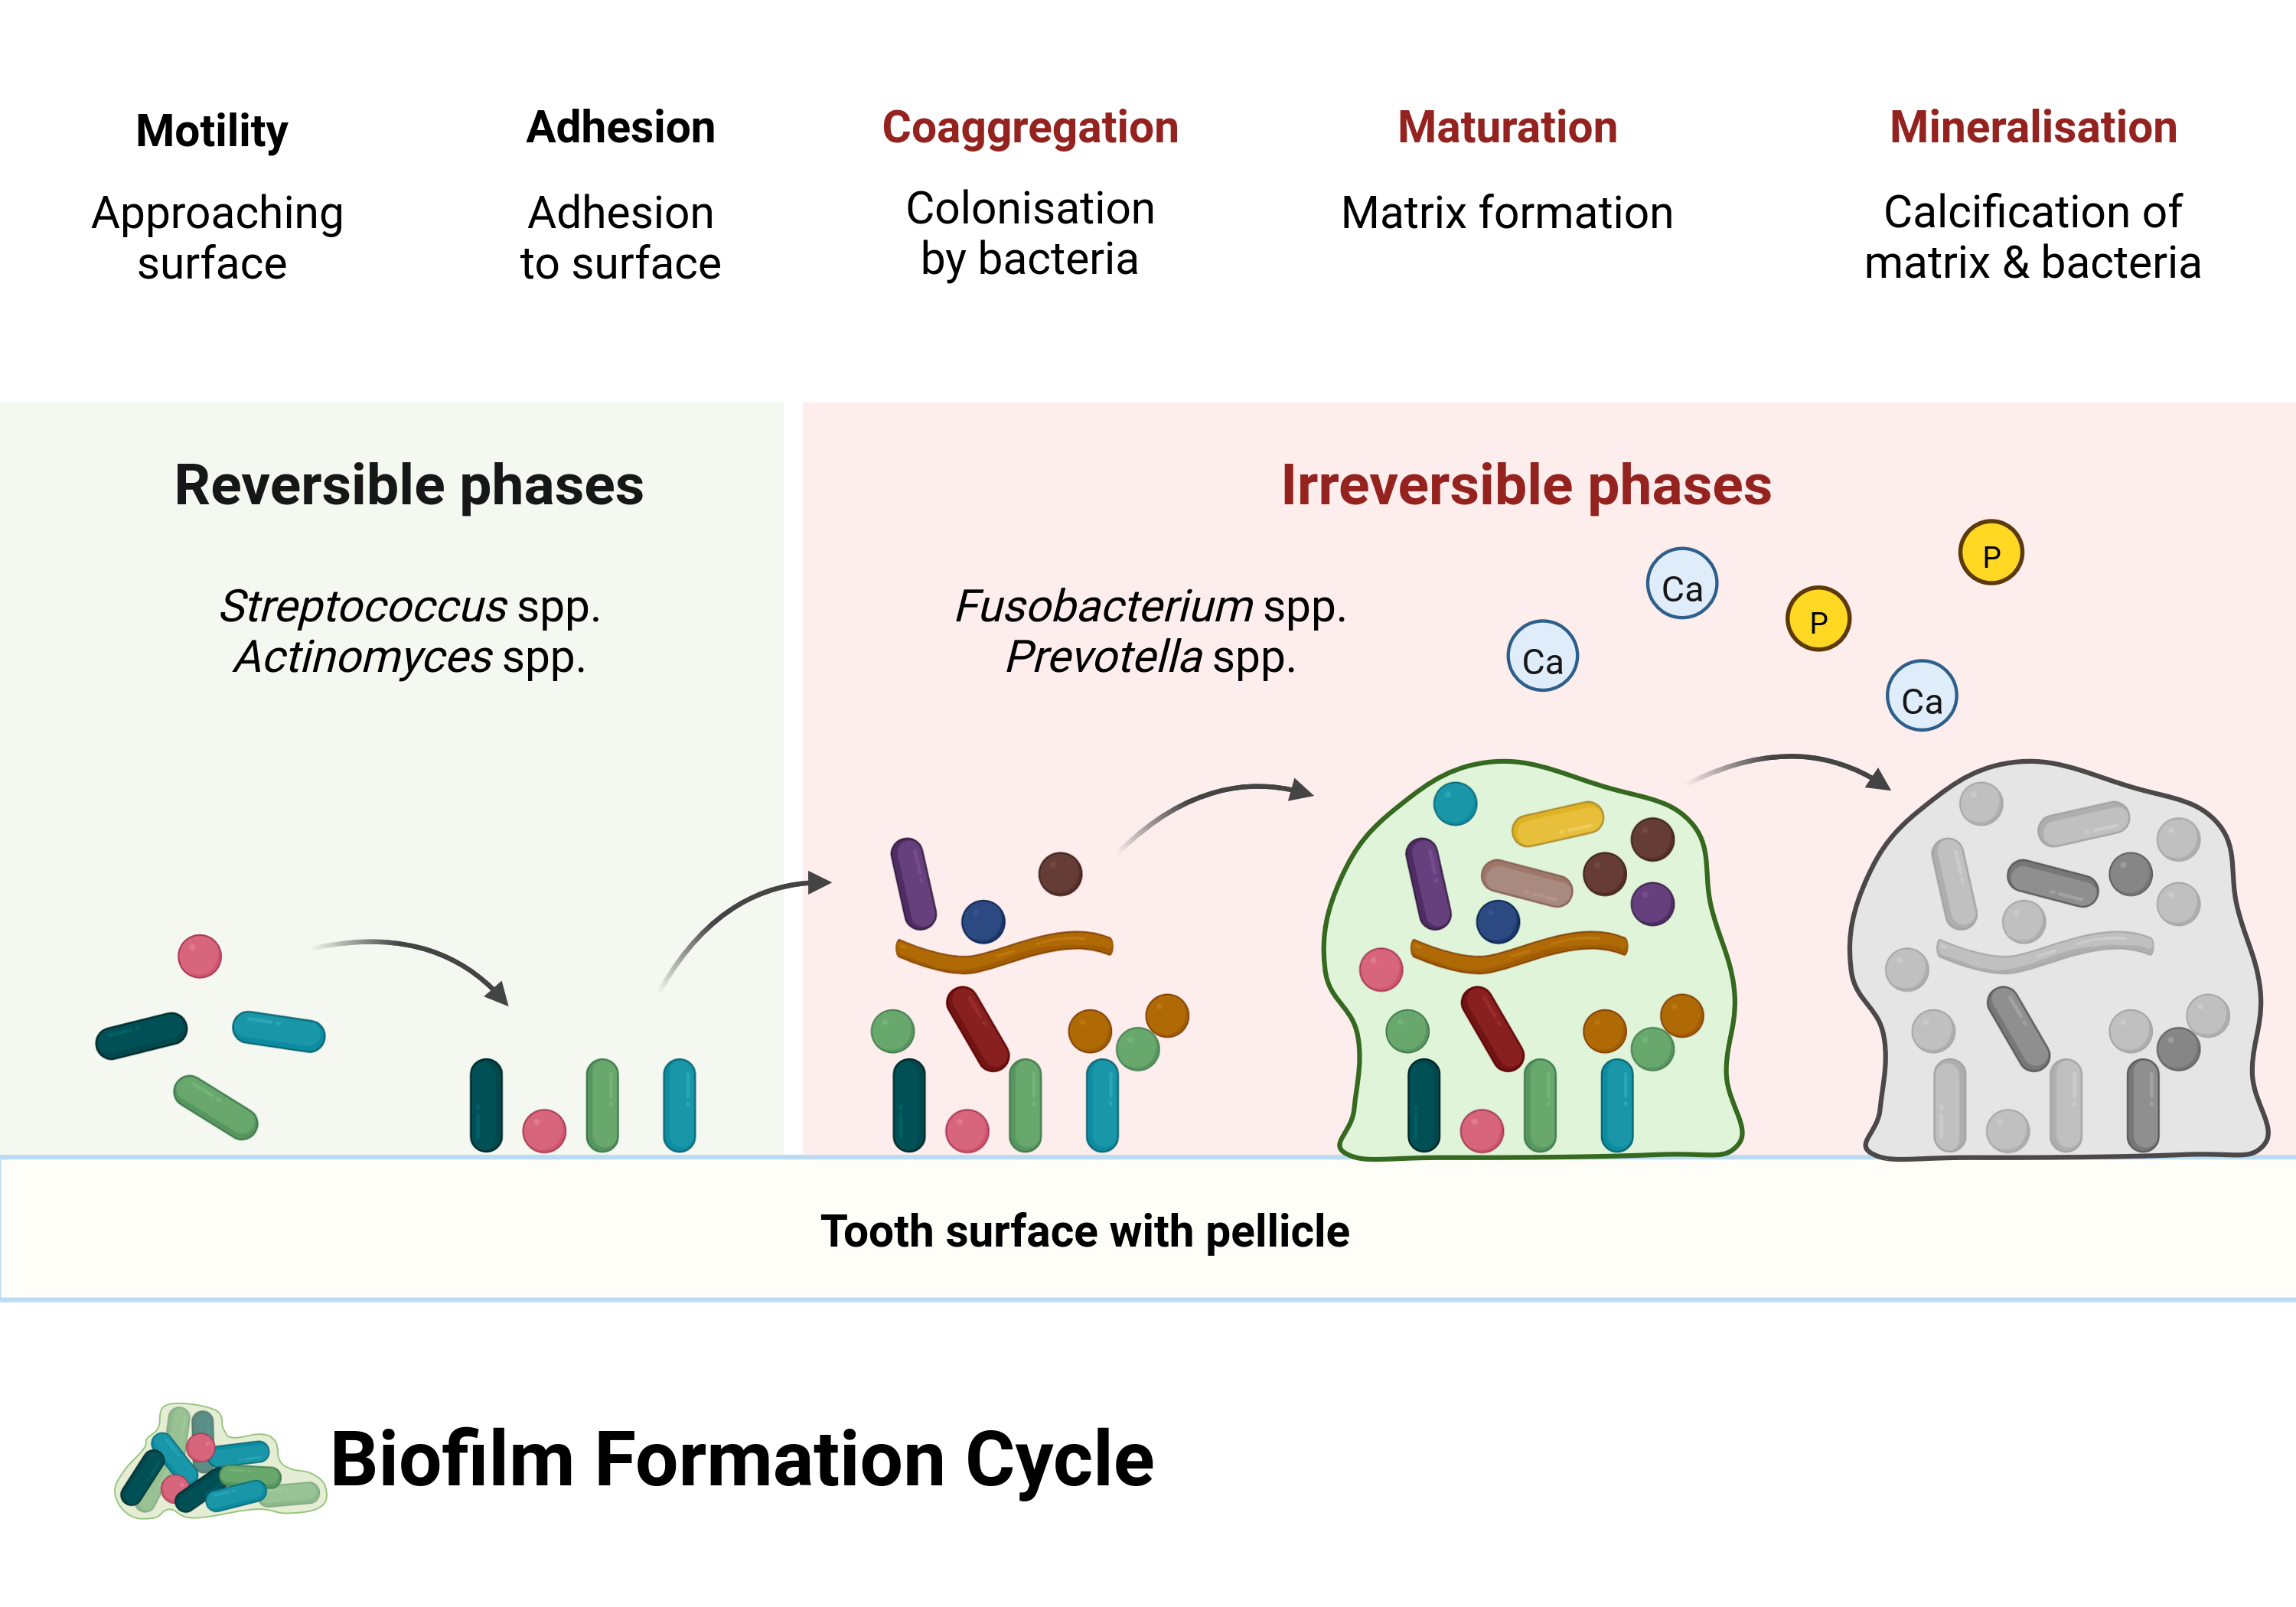 Motility
Approaching
surface
Adhesion
Adhesion
to surface
Coaggregation
Colonisation
by bacteria
Maturation
Matrix formation
Mineralisation
Calcification of
matrix & bacteria
Reversible phases
Streptococcus spp.
Actinomyces spp.
Irreversible phases
Fusobacterium spp.
Prevotella spp.
Ca
Ca
P
P
Ca
Tooth surface with pellicle
Biofilm Formation Cycle